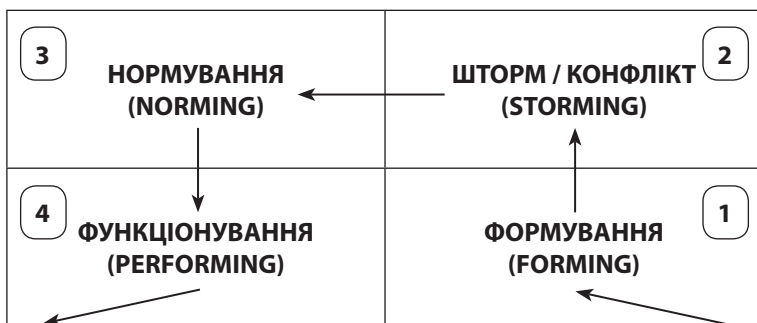 3
НОРМУВАННЯ
(NORMING)
ШТОРМ / КОНФЛІКТ
(STORMING)
2
4
ФУНКЦІОНУВАННЯ
(PERFORMING)
ФОРМУВАННЯ
(FORMING)
1